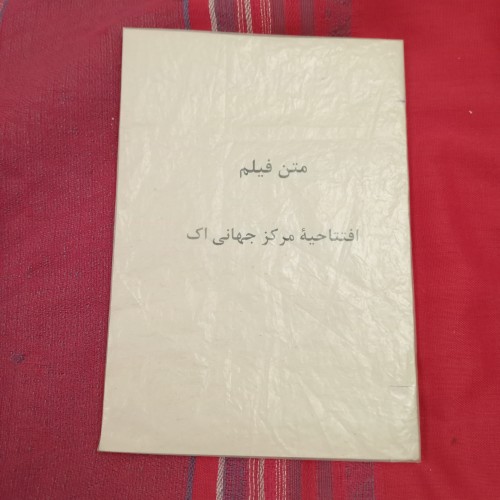 متن فیلم
افتتاحیهٔ مرکز جهانی اک